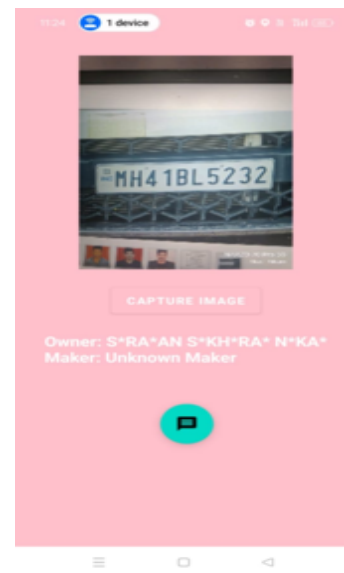 11:24 1 device
MH41BL5232
CAPTURE IMAGE
Owner: S*RA*AN S*KH*RA* N*KA*
Maker: Unknown Maker